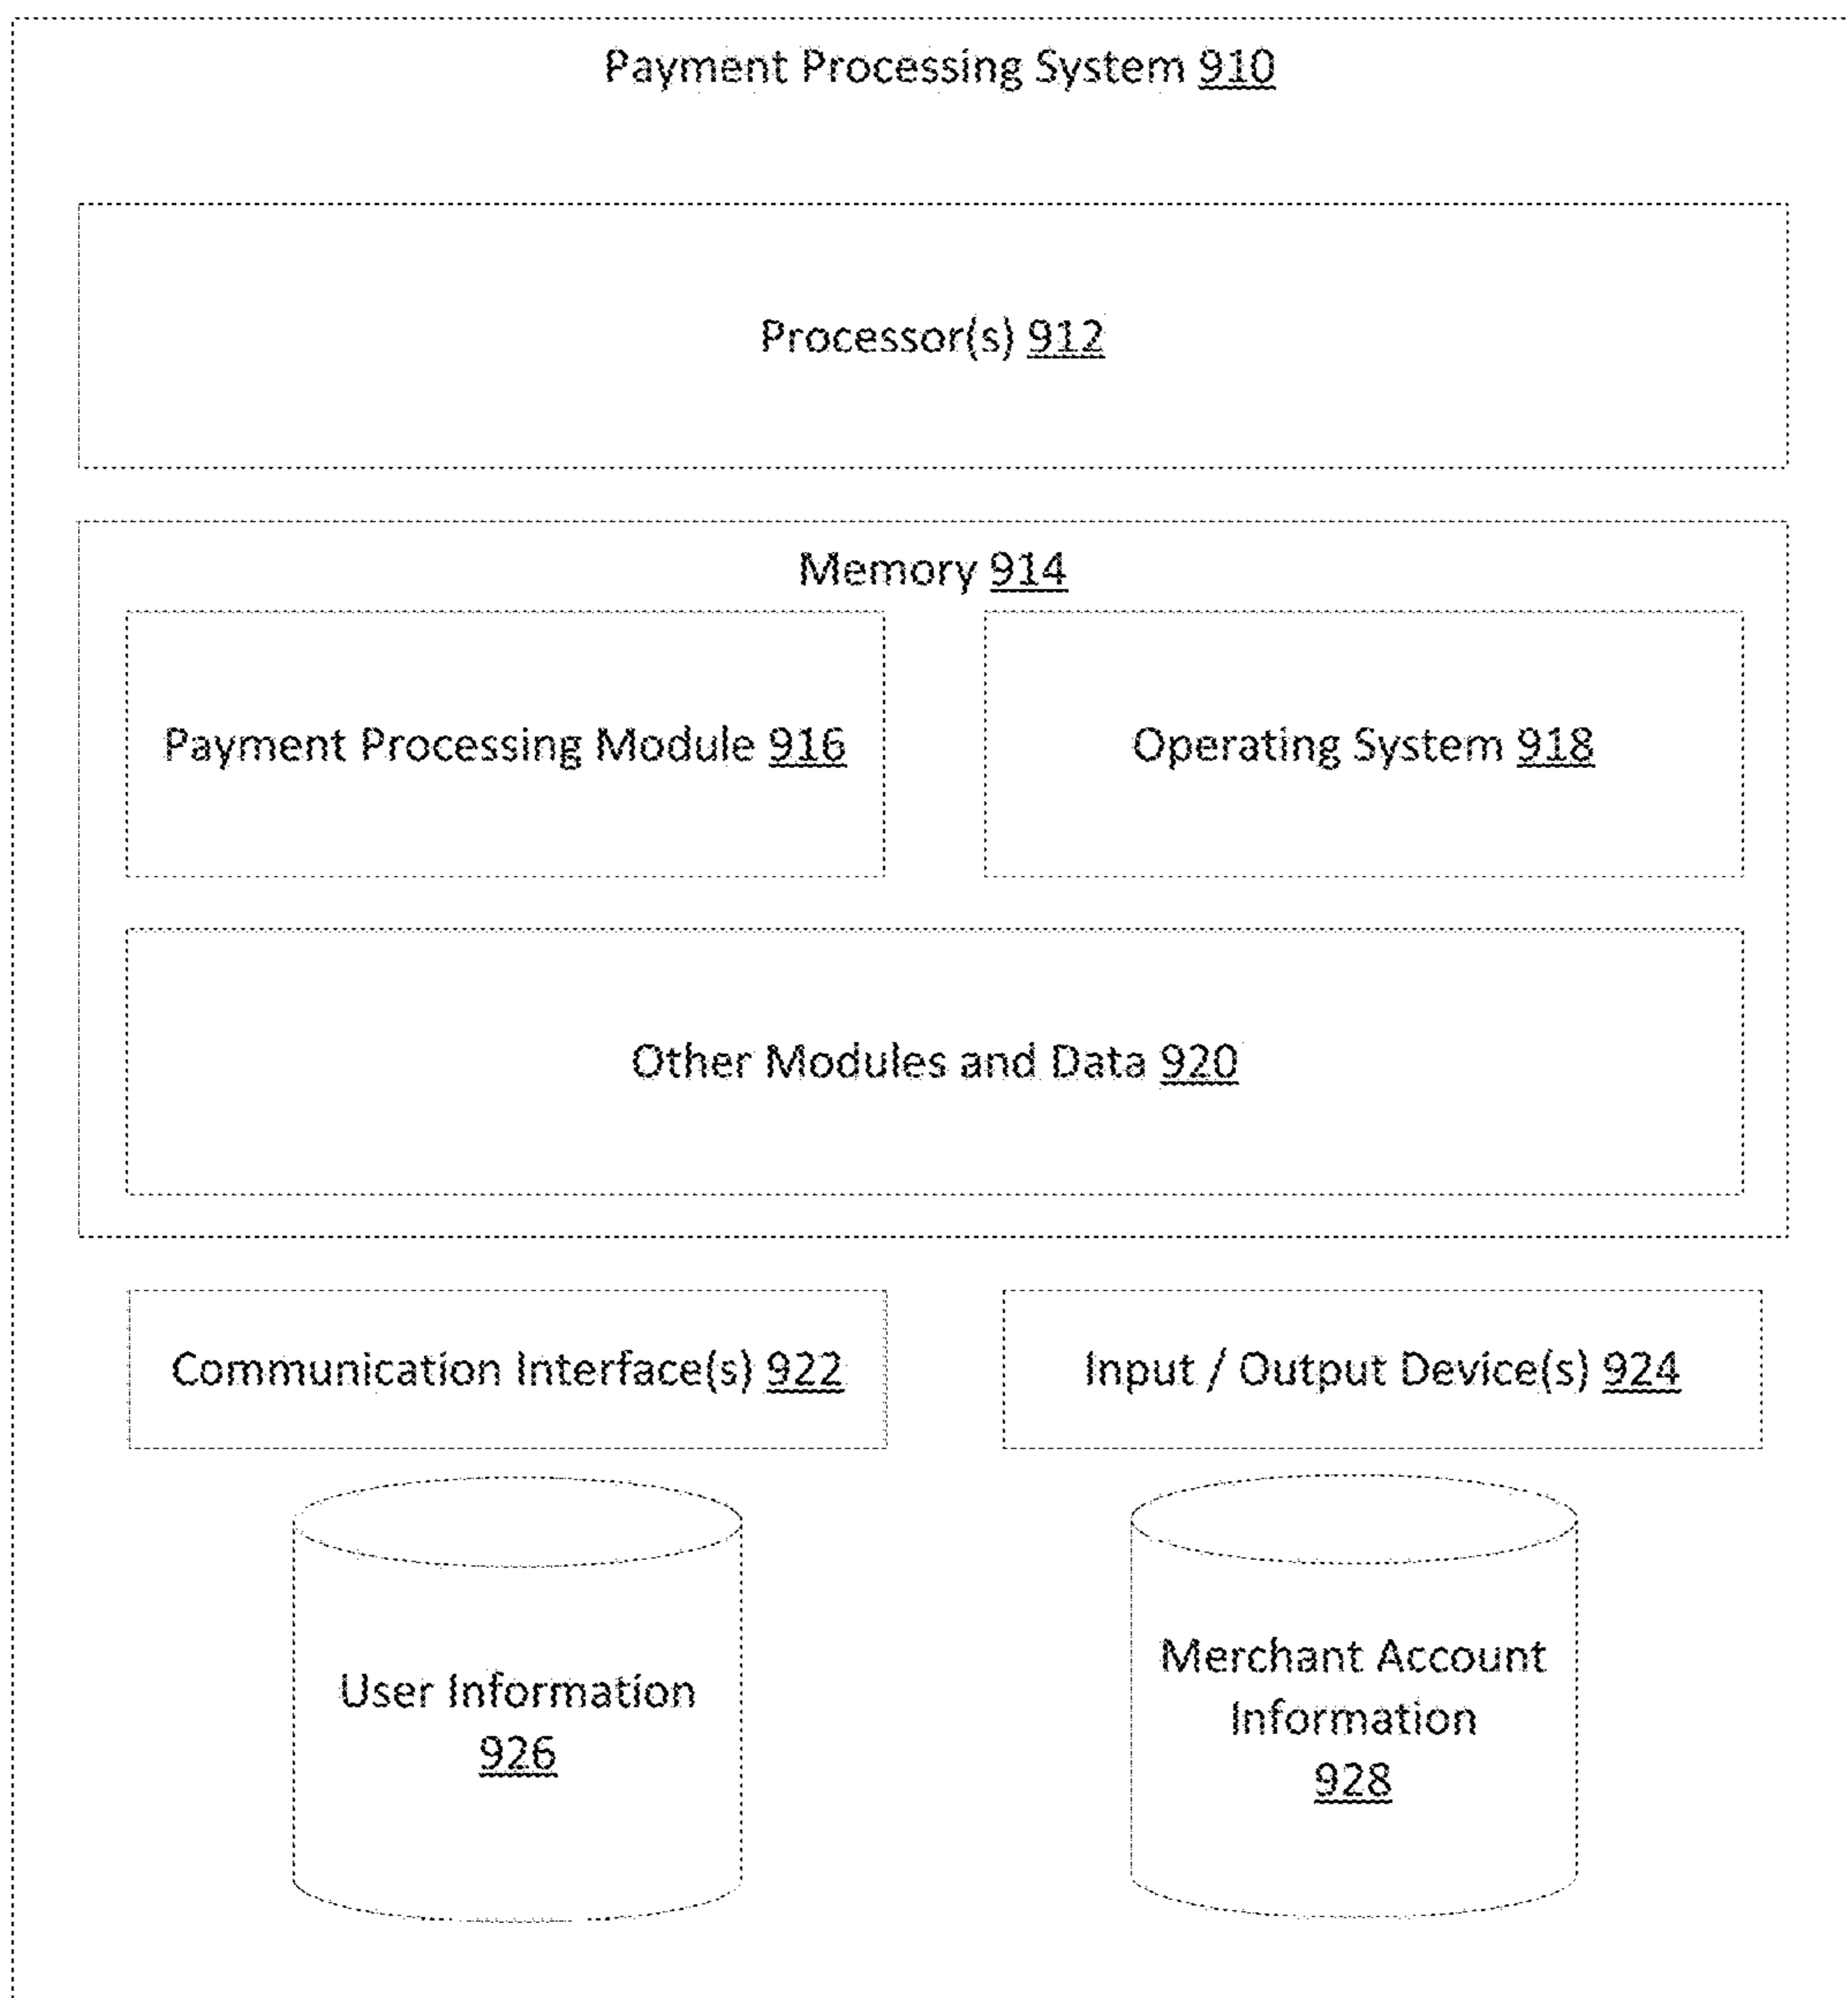 Payment Processing System 910
Processor(s) 912
Memory 914
Payment Processing Module 916
Operating System 918
Other Modules and Data 920
Communication Interface(s) 922
Input / Output Device(s) 924
User Information
926
Merchant Account
Information
928